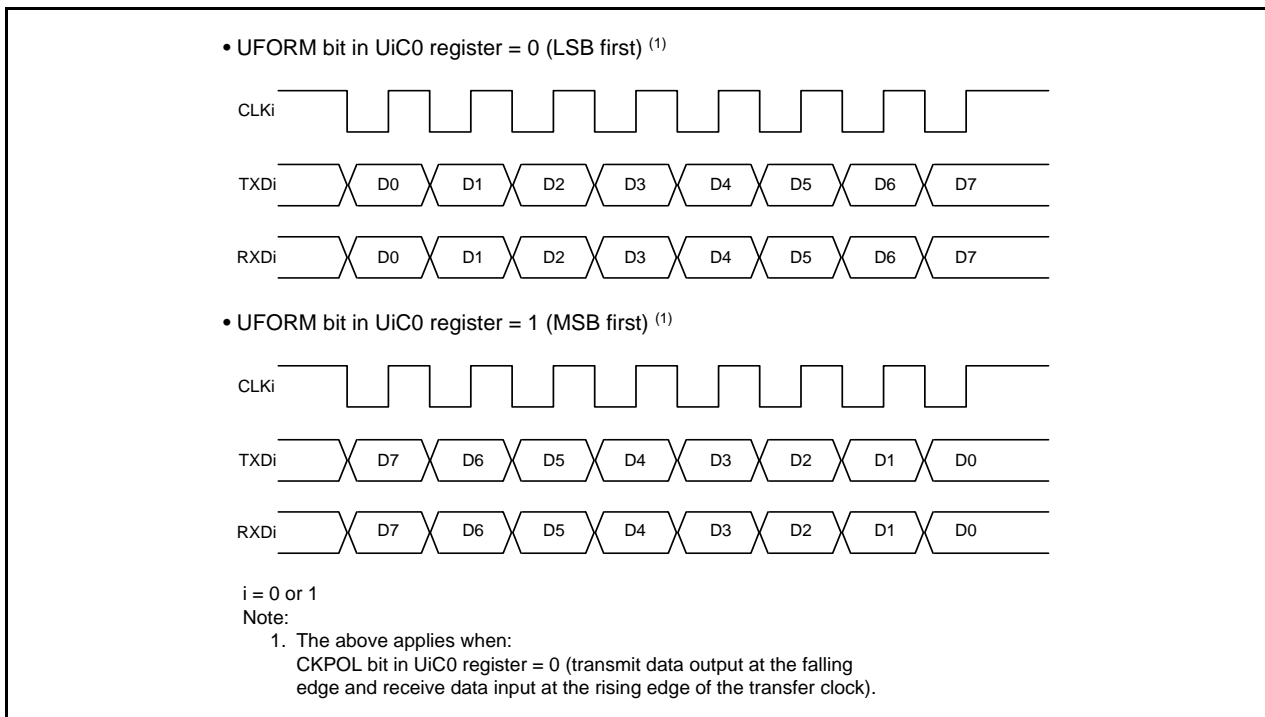 • UFORM bit in UiC0 register = 0 (LSB first) (1)
CLKi
TXDi D0 D1 D2 D3 D4 D5 D6 D7
RXDi D0 D1 D2 D3 D4 D5 D6 D7
• UFORM bit in UiC0 register = 1 (MSB first) (1)
CLKi
TXDi D7 D6 D5 D4 D3 D2 D1 D0
RXDi D7 D6 D5 D4 D3 D2 D1 D0
i = 0 or 1
Note:
1. The above applies when:
CKPOL bit in UiC0 register = 0 (transmit data output at the falling
edge and receive data input at the rising edge of the transfer clock).